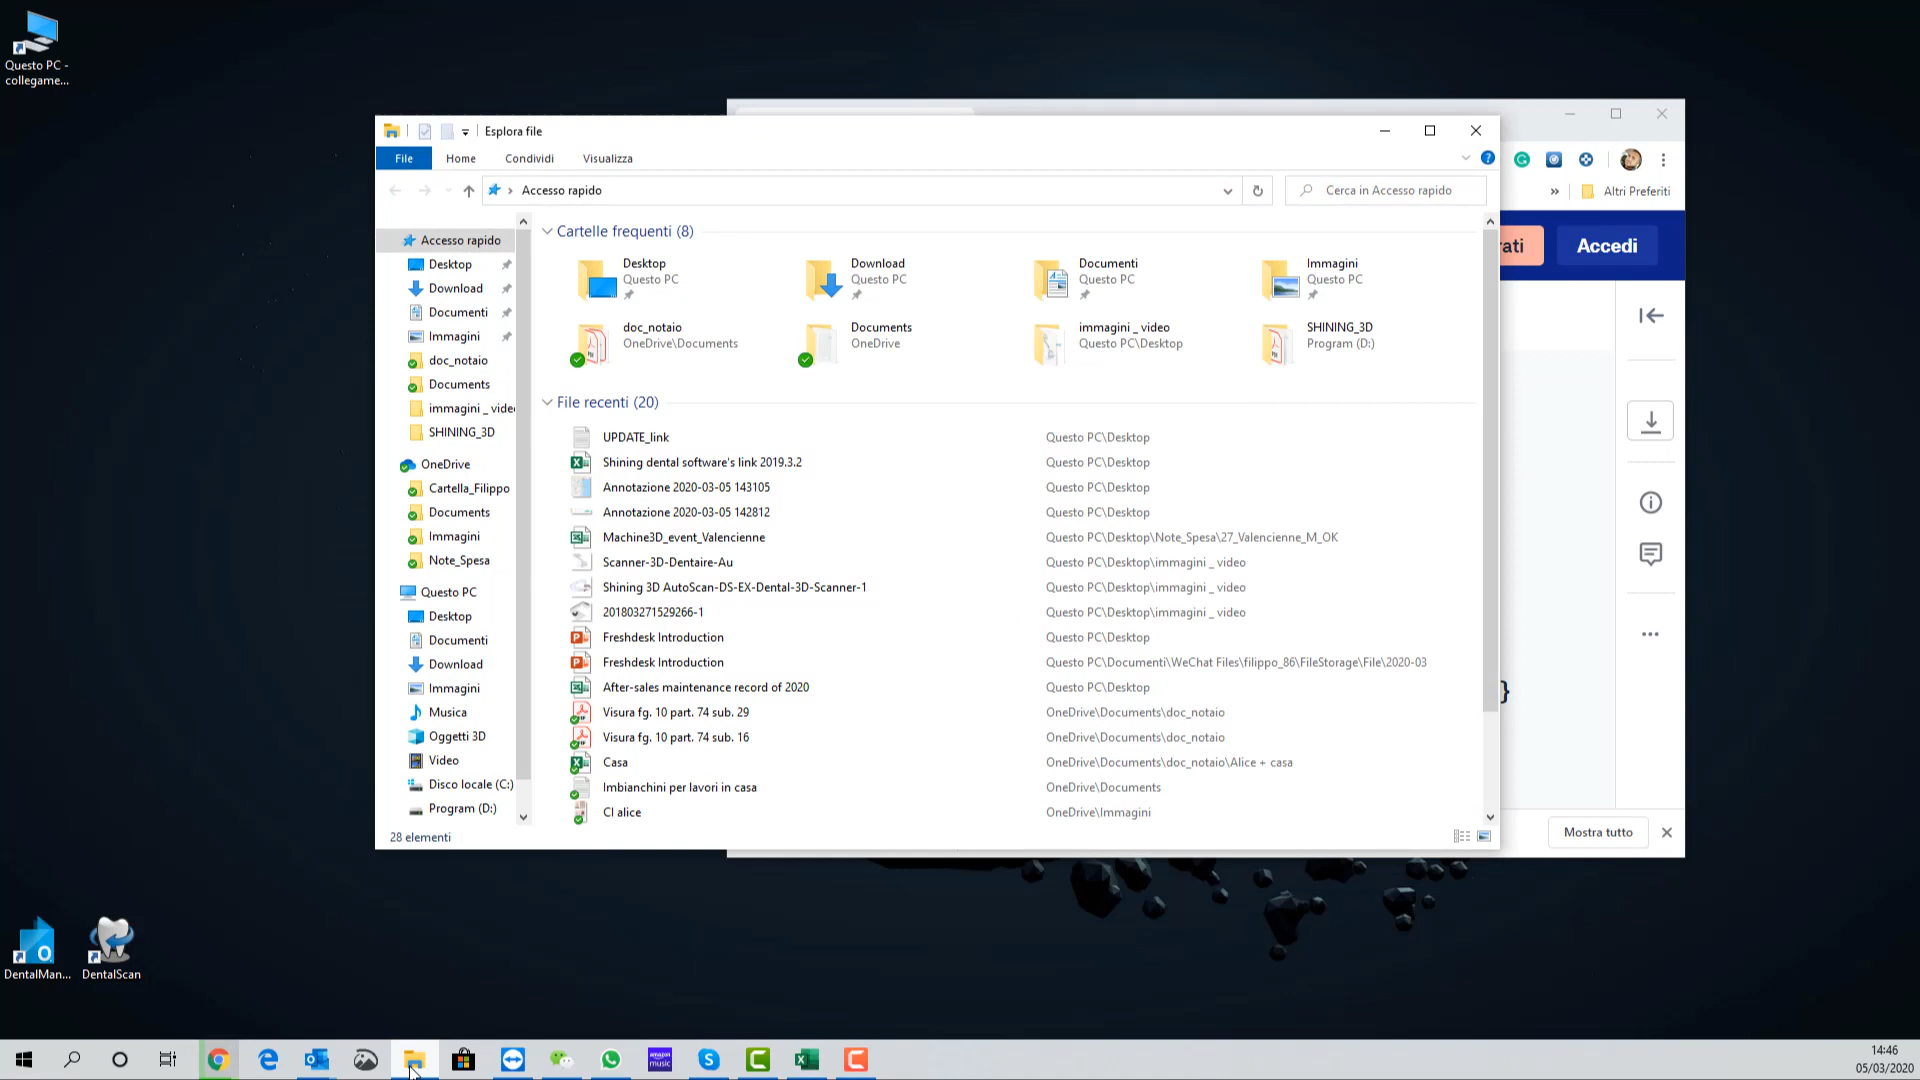 Questo PC -
collegame...
Esplora file
File
Home
Condividi
Visualizza
Accesso rapido
Cerca in Accesso rapido
Altri Preferiti
ati
Accedi
Accesso rapido
Desktop
Download
Documenti
Immagini
doc_notaio
Documents
immagini _ vide
SHINING_3D
OneDrive
Cartella_Filippo
Documents
Immagini
Note_Spesa
Questo PC
Desktop
Documenti
Download
Immagini
Musica
Oggetti 3D
Video
Disco locale (C:)
Program (D:)
28 elementi
Cartelle frequenti (8)
Desktop
Questo PC
Download
Questo PC
Documenti
Questo PC
Immagini
Questo PC
doc_notaio
OneDrive\Documents
Documents
OneDrive
immagini _ video
Questo PC\Desktop
SHINING_3D
Program (D:)
File recenti (20)
UPDATE_link Questo PC\Desktop
Shining dental software's link 2019.3.2 Questo PC\Desktop
Annotazione 2020-03-05 143105 Questo PC\Desktop
Annotazione 2020-03-05 142812 Questo PC\Desktop
Machine3D_event_Valencienne Questo PC\Desktop\Note_Spesa\27_Valencienne_M_OK
Scanner-3D-Dentaire-Au Questo PC\Desktop\immagini _ video
Shining 3D AutoScan-DS-EX-Dental-3D-Scanner-1 Questo PC\Desktop\immagini _ video
201803271529266-1 Questo PC\Desktop\immagini _ video
Freshdesk Introduction Questo PC\Desktop
Freshdesk Introduction Questo PC\Documenti\WeChat Files\filippo_86\FileStorage\File\2020-03
After-sales maintenance record of 2020 Questo PC\Desktop
Visura fg. 10 part. 74 sub. 29 OneDrive\Documents\doc_notaio
Visura fg. 10 part. 74 sub. 16 OneDrive\Documents\doc_notaio
Casa OneDrive\Documents\doc_notaio\Alice + casa
Imbianchini per lavori in casa OneDrive\Documents
CI alice OneDrive\Immagini
}
Mostra tutto
DentalMan...
DentalScan
amazon
music
14:46
05/03/2020